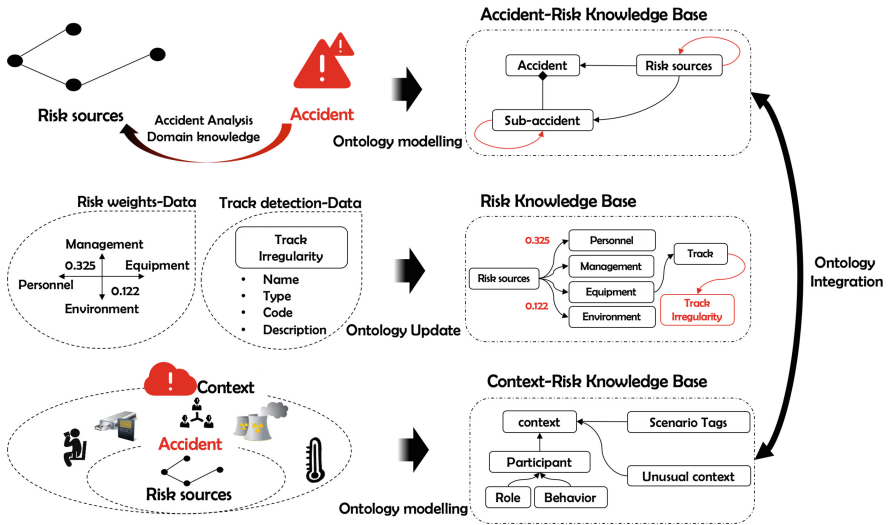 Accident-Risk Knowledge Base
Risk sources
Accident
Accident Analysis
Domain knowledge
Ontology modelling
Accident
Risk sources
Sub-accident
Risk weights-Data
Management
0.325
Equipment
Personnel
0.122
Environment
Track detection-Data
Track
Irregularity
• Name
• Type
• Code
• Description
Ontology Update
Risk Knowledge Base
0.325
Personnel
Management
Risk sources
Equipment
0.122
Environment
Track
Track
Irregularity
Ontology
Integration
Context
Accident
Risk sources
Ontology modelling
Context-Risk Knowledge Base
context
Scenario Tags
Participant
Unusual context
Role
Behavior